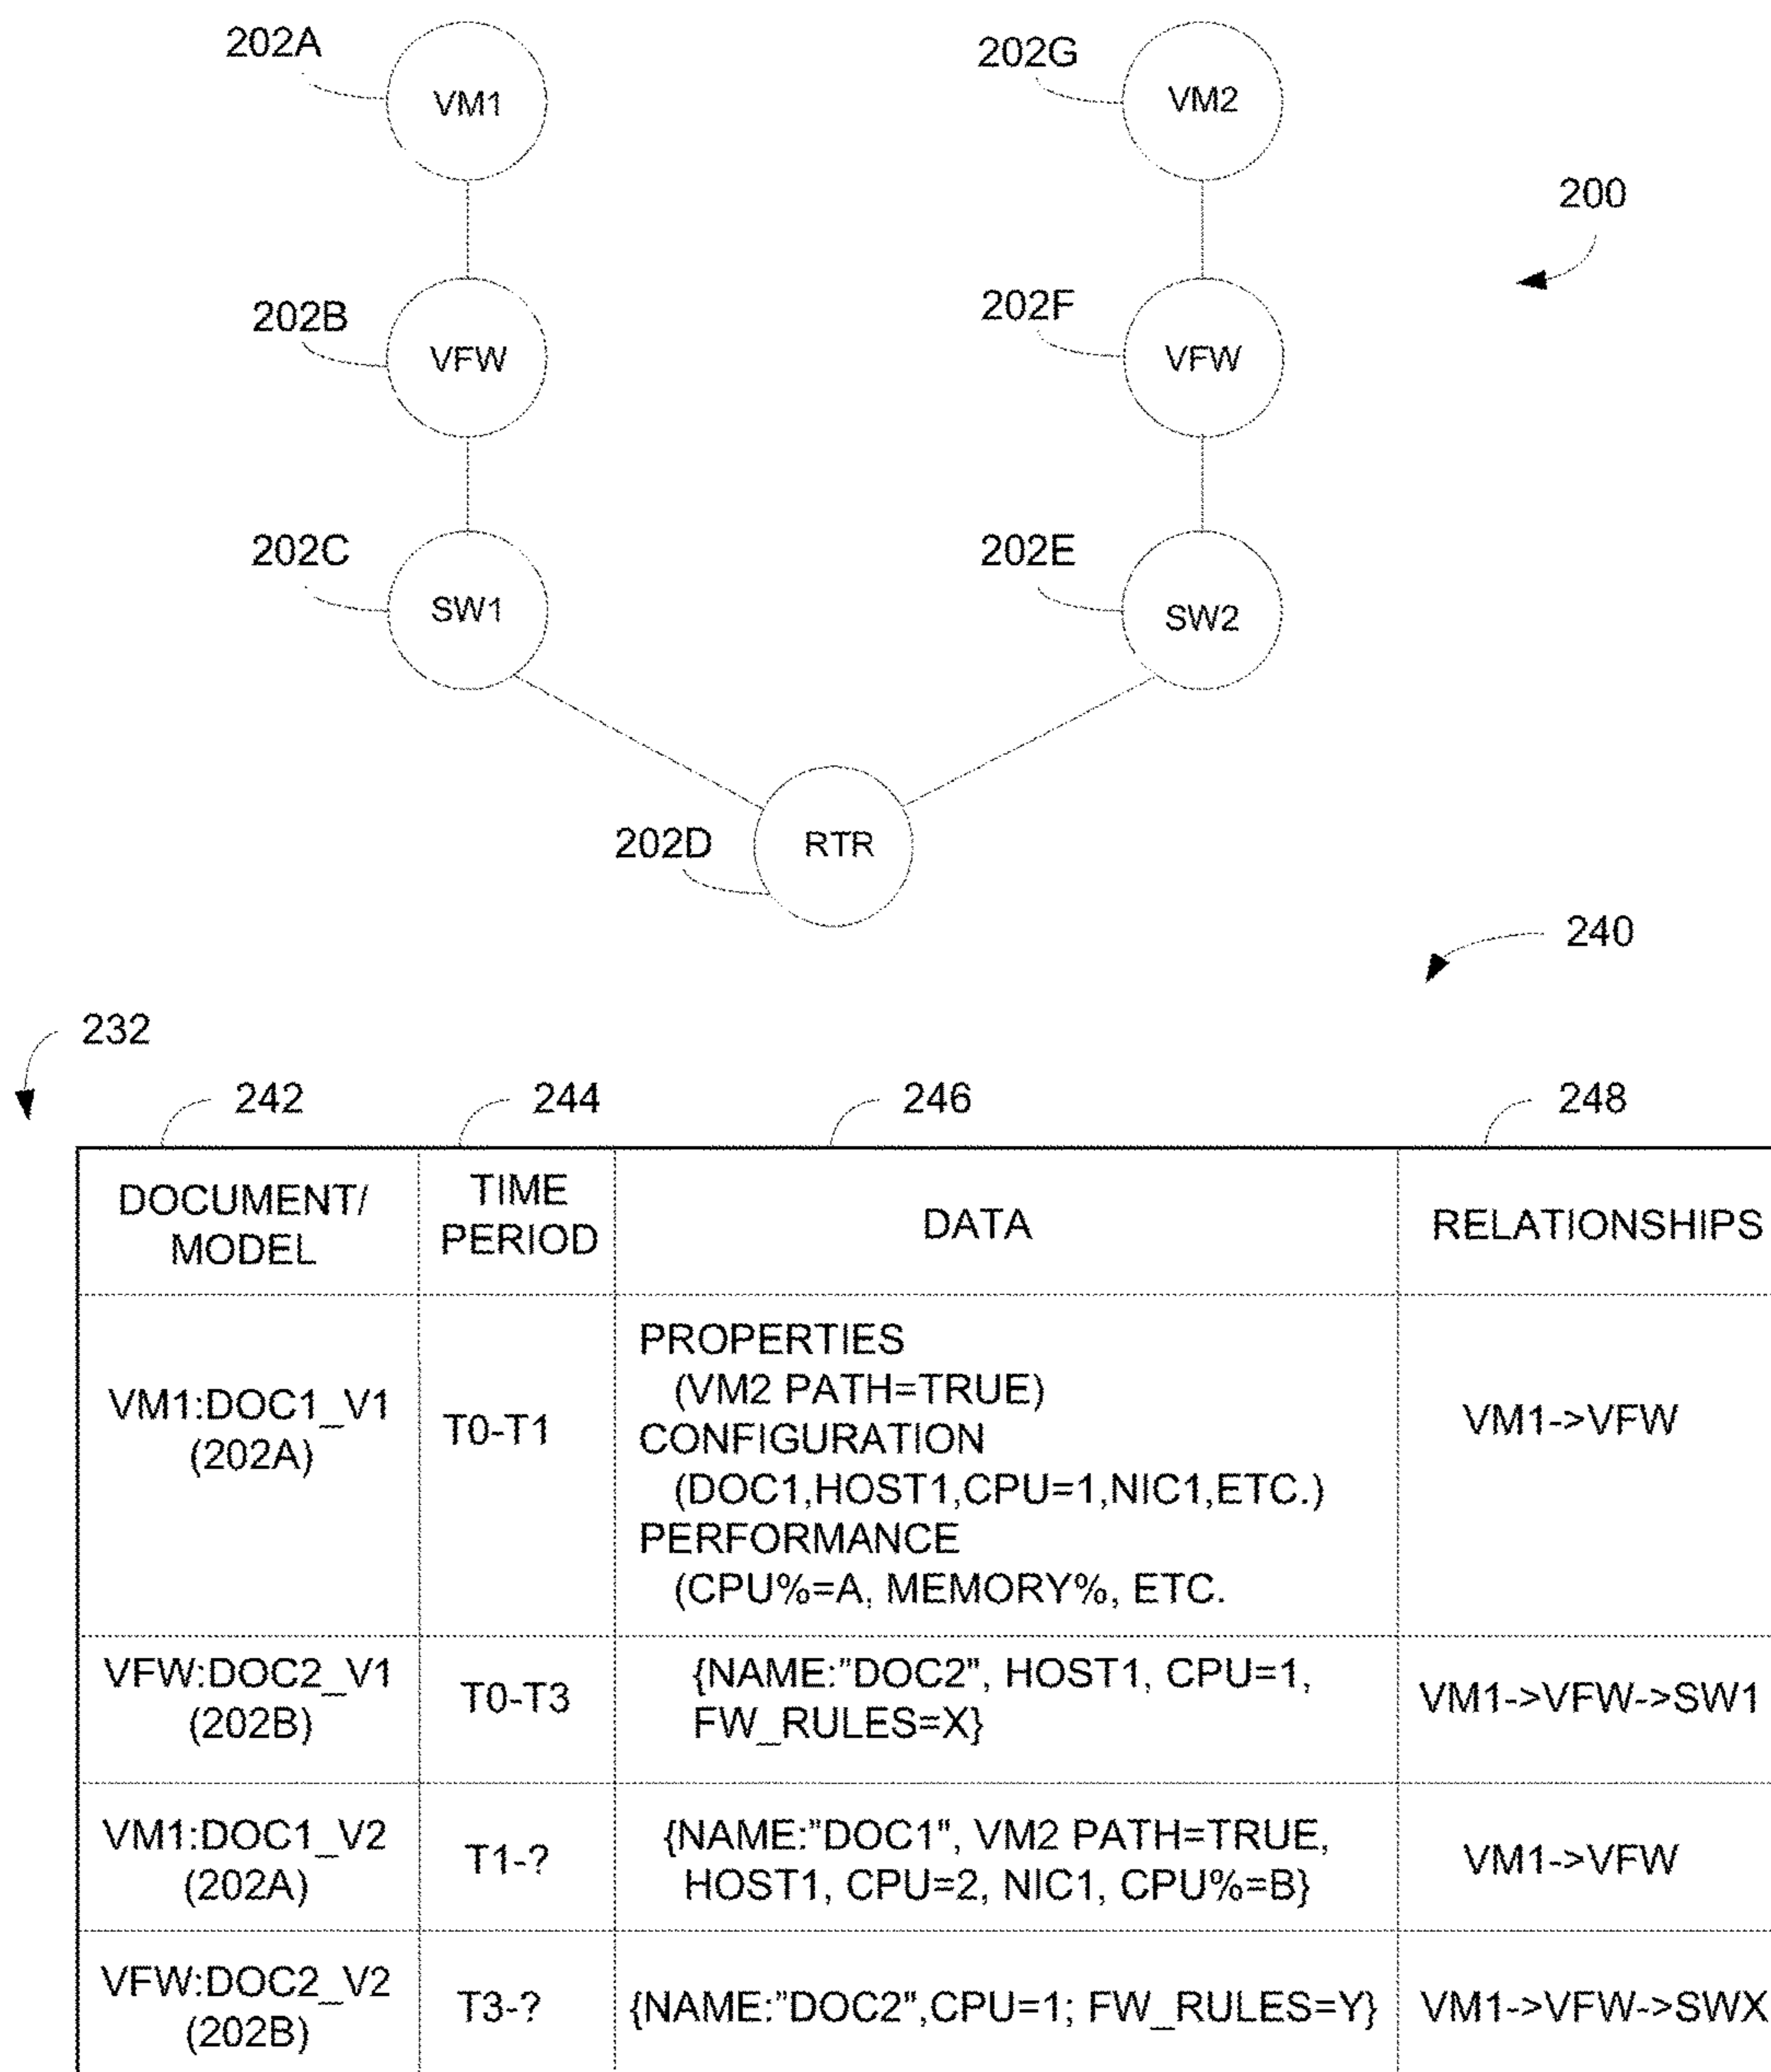 202A
VM1
202G
VM2
200
202B
VFW
202F
VFW
202C
SW1
202E
SW2
202D
RTR
240
232
242
244
246
248
DOCUMENT/
MODEL
TIME
PERIOD
DATA
RELATIONSHIPS
VM1:DOC1_V1
(202A)
T0-T1
PROPERTIES
(VM2 PATH=TRUE)
CONFIGURATION
(DOC1,HOST1,CPU=1,NIC1,ETC.)
PERFORMANCE
(CPU%=A, MEMORY%, ETC.
VM1->VFW
VFW:DOC2_V1
(202B)
T0-T3
{NAME:"DOC2", HOST1, CPU=1,
FW_RULES=X}
VM1->VFW->SW1
VM1:DOC1_V2
(202A)
T1-?
{NAME:"DOC1", VM2 PATH=TRUE,
HOST1, CPU=2, NIC1, CPU%=B}
VM1->VFW
VFW:DOC2_V2
(202B)
T3-?
{NAME:"DOC2",CPU=1; FW_RULES=Y}
VM1->VFW->SWX